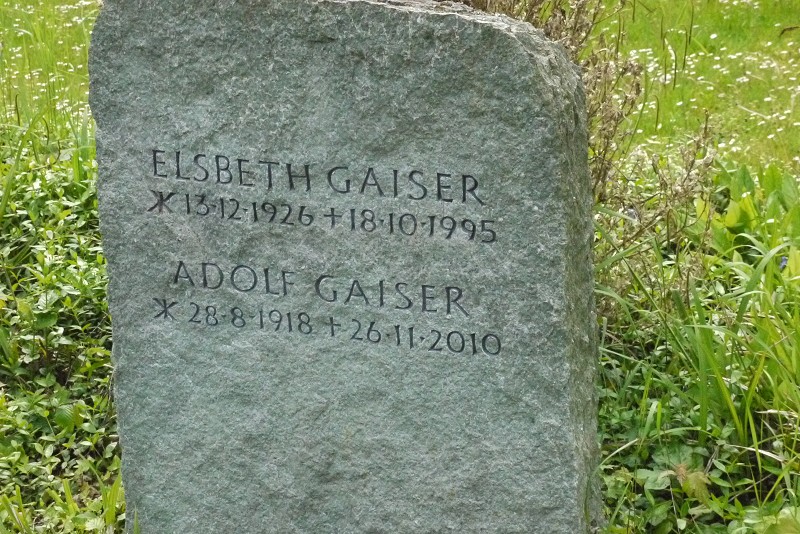 ELSBETH GAISER
* 13·12·1926 + 18·10·1995
ADOLF GAISER
* 28·8·1918 + 26·11·2010